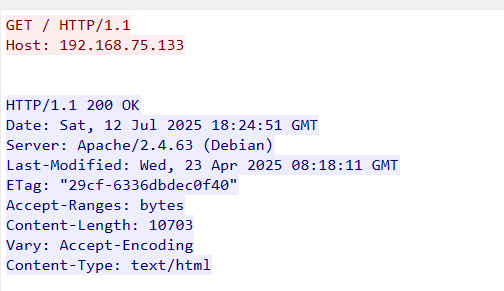 GET / HTTP/1.1
Host: 192.168.75.133
HTTP/1.1 200 OK
Date: Sat, 12 Jul 2025 18:24:51 GMT
Server: Apache/2.4.63 (Debian)
Last-Modified: Wed, 23 Apr 2025 08:18:11 GMT
ETag: "29cf-6336dbdec0f40"
Accept-Ranges: bytes
Content-Length: 10703
Vary: Accept-Encoding
Content-Type: text/html